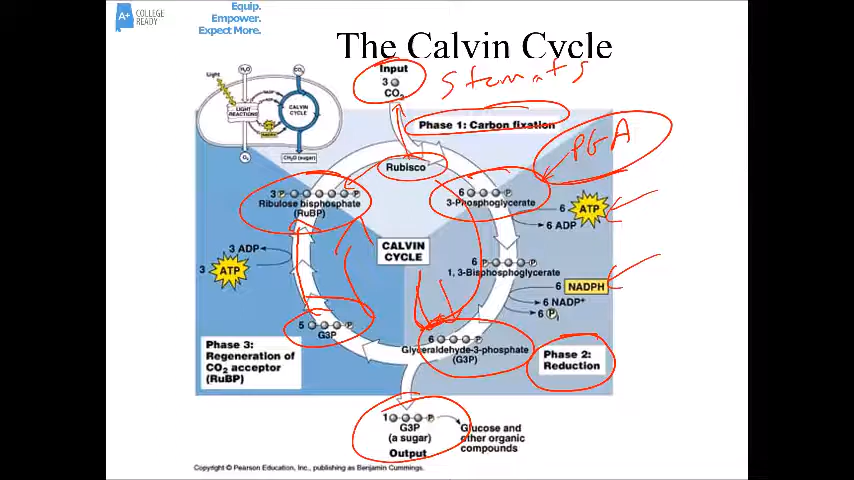 A+ COLLEGE READY
Equip.
Empower.
Expect More.
The Calvin Cycle
Input
3
CO2
Stomats
Light
H2O
CO2
LIGHT REACTIONS
CALVIN CYCLE
O2
CH2O (sugar)
Phase 1: Carbon fixation
PGA
Rubisco
3 P P
Ribulose bisphosphate
(RuBP)
6 P
3-Phosphoglycerate
6 ATP
6 ADP
3 ADP
3 ATP
CALVIN
CYCLE
6 P P
1, 3-Bisphosphoglycerate
6 NADPH
6 NADP+
6 Pi
5 P
G3P
6 P
Glyceraldehyde-3-phosphate
(G3P)
Phase 3:
Regeneration of
CO2 acceptor
(RuBP)
Phase 2:
Reduction
1 P
G3P
(a sugar)
Output
Glucose and
other organic
compounds
Copyright © Pearson Education, Inc., publishing as Benjamin Cummings.